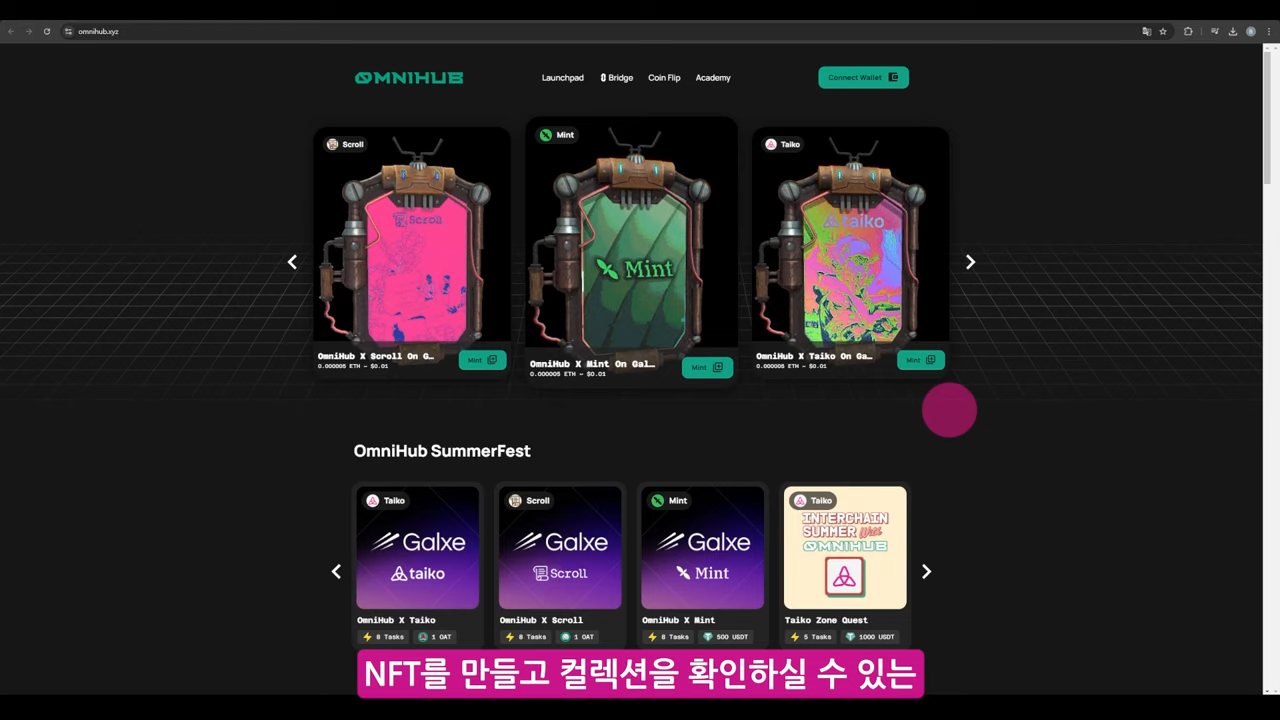 omnihub.xyz
OMNIHUB
Launchpad
Bridge
Coin Flip
Academy
Connect Wallet
Scroll
Scroll
OmniHub X Scroll On G…
0.000005 ETH ~ $0.01
Mint
Mint
Mint
OmniHub X Mint On Gal…
0.000005 ETH ~ $0.01
Mint
Taiko
taiko
OmniHub X Taiko On Ga…
0.000005 ETH ~ $0.01
Mint
OmniHub SummerFest
Taiko
Galxe
taiko
OmniHub X Taiko
8 Tasks
1 OAT
Scroll
Galxe
Scroll
OmniHub X Scroll
8 Tasks
1 OAT
Mint
Galxe
Mint
OmniHub X Mint
8 Tasks
500 USDT
Taiko
INTERCHAIN
SUMMER With
OMNIHUB
Taiko Zone Quest
5 Tasks
1000 USDT
NFT를 만들고 컬렉션을 확인하실 수 있는